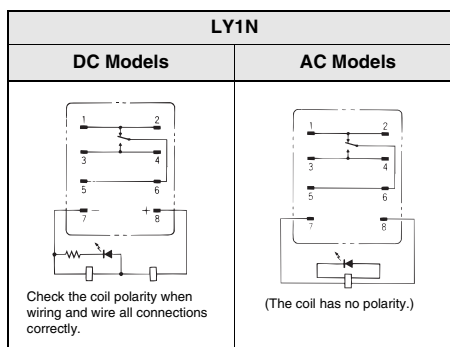 LY1N
DC Models
AC Models
1 2
3 4
5 6
7 − + 8
Check the coil polarity when
wiring and wire all connections
correctly.
1 2
3 4
5 6
7 8
(The coil has no polarity.)